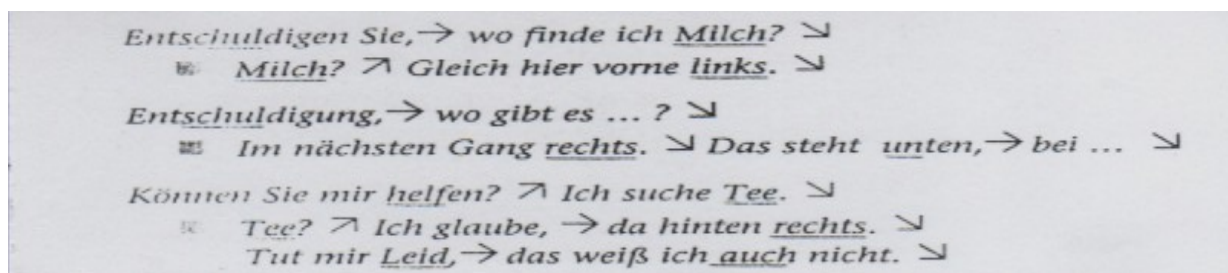 Entschuldigen Sie,→ wo finde ich Milch? ↘
Milch? ↗ Gleich hier vorne links. ↘
Entschuldigung,→ wo gibt es ... ? ↘
Im nächsten Gang rechts. ↘ Das steht unten,→ bei ... ↘
Können Sie mir helfen? ↗ Ich suche Tee. ↘
Tee? ↗ Ich glaube, → da hinten rechts. ↘
Tut mir Leid,→ das weiß ich auch nicht. ↘